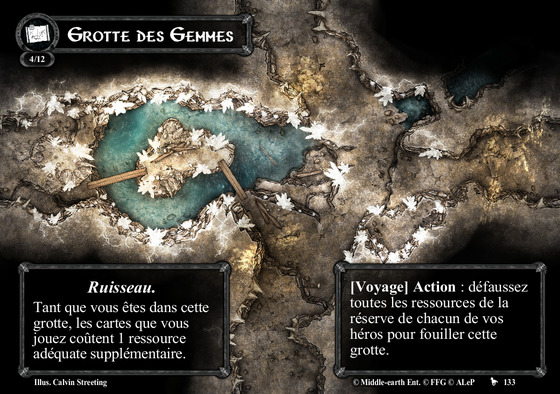 Grotte des Gemmes
4/12
Ruisseau.
Tant que vous êtes dans cette
grotte, les cartes que vous
jouez coûtent 1 ressource
adéquate supplémentaire.
[Voyage] Action : défaussez
toutes les ressources de la
réserve de chacun de vos
héros pour fouiller cette
grotte.
Illus. Calvin Streeting
© Middle-earth Ent. © FFG © ALeP
133